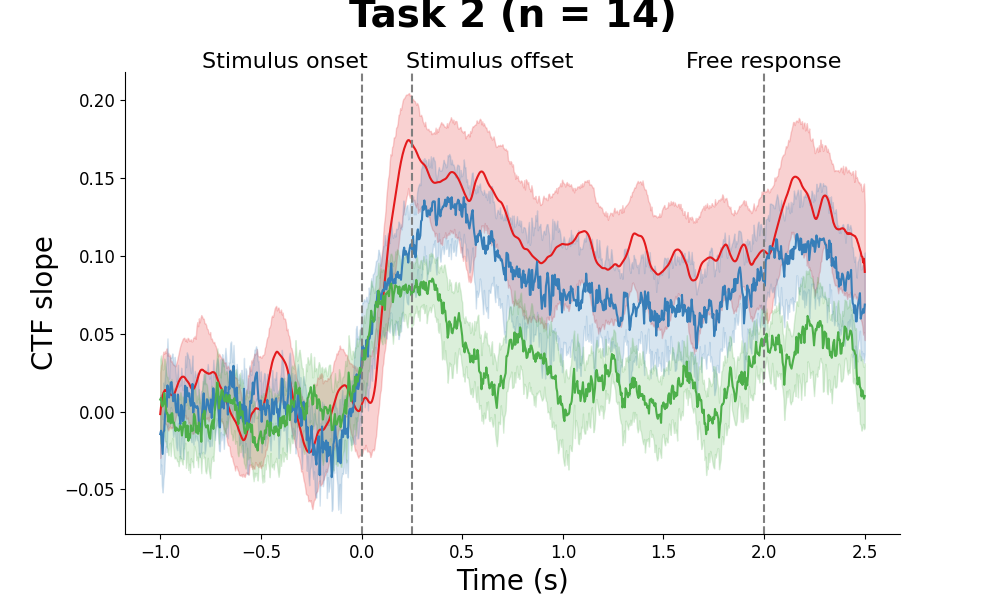 Task 2 (n = 14)
Stimulus onset Stimulus offset Free response
0.20
0.15
0.10
0.05
0.00
−0.05
CTF slope
−1.0 −0.5 0.0 0.5 1.0 1.5 2.0 2.5
Time (s)